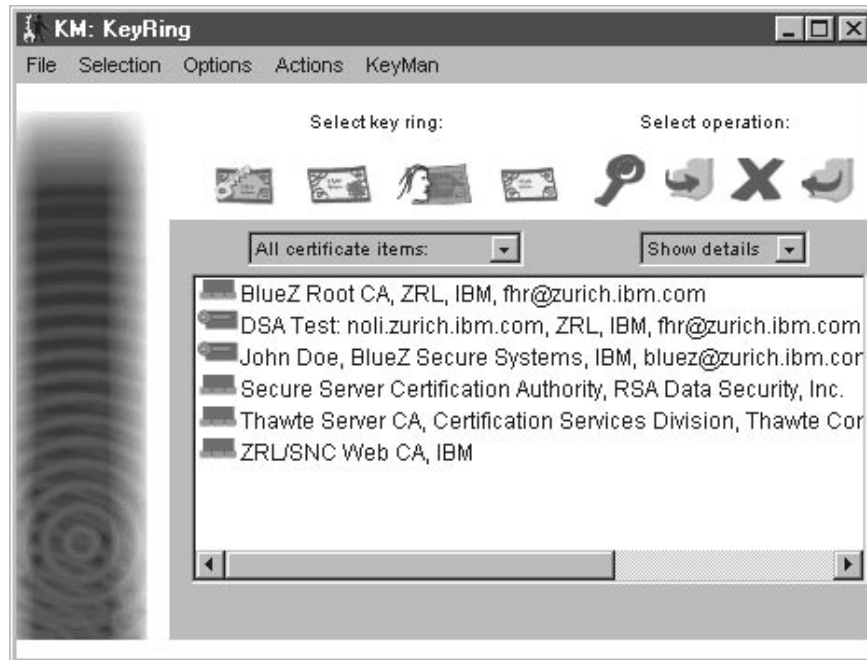 KM: KeyRing
File Selection Options Actions KeyMan
Select key ring: Select operation:
All certificate items: Show details
BlueZ Root CA, ZRL, IBM, fhr@zurich.ibm.com
DSA Test: noli.zurich.ibm.com, ZRL, IBM, fhr@zurich.ibm.com
John Doe, BlueZ Secure Systems, IBM, bluez@zurich.ibm.cor
Secure Server Certification Authority, RSA Data Security, Inc.
Thawte Server CA, Certification Services Division, Thawte Cor
ZRL/SNC Web CA, IBM